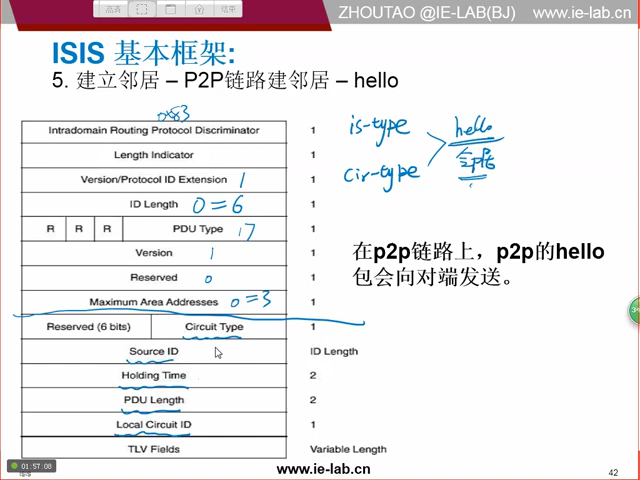 高清
结束
ZHOUTAO @IE-LAB(BJ) www.ie-lab.cn
ISIS 基本框架:
5. 建立邻居 – P2P链路建邻居 – hello
0x83
Intradomain Routing Protocol Discriminator 1
Length Indicator 1
Version/Protocol ID Extension 1 1
ID Length 0=6 1
R R R PDU Type 17 1
Version 1 1
Reserved 0 1
Maximum Area Addresses 0=3 1
Reserved (6 bits) Circuit Type 1
Source ID ID Length
Holding Time 2
PDU Length 2
Local Circuit ID 1
TLV Fields Variable Length
is-type
cir-type
hello
在p2p链路上，p2p的hello
包会向对端发送。
01:57:08
www.ie-lab.cn
42